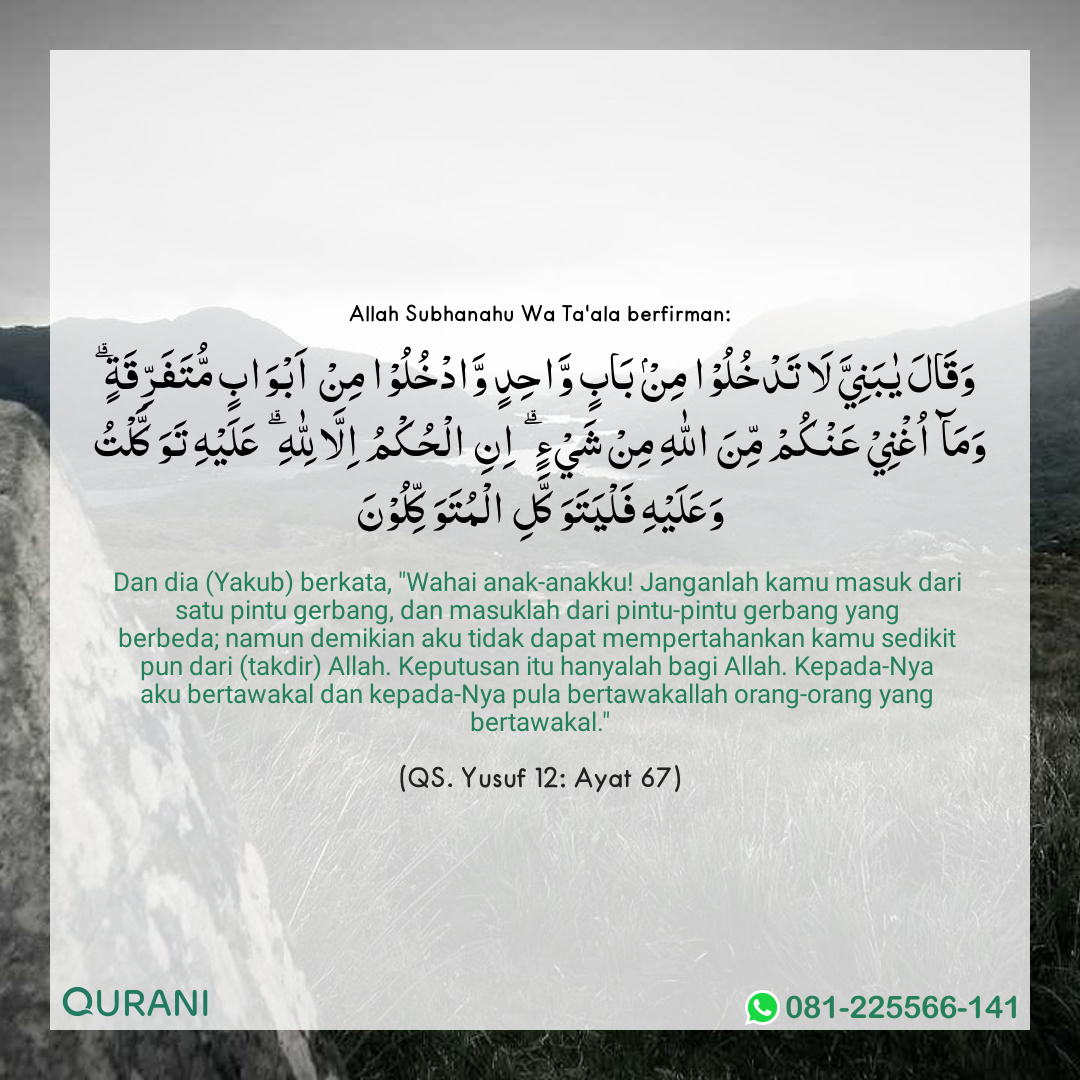 Allah Subhanahu Wa Ta'ala berfirman:
وَقَالَ يٰبَنِيَّ لَا تَدْخُلُوْا مِنْۢ بَابٍ وَّاحِدٍ وَّادْخُلُوْا مِنْ اَبْوَابٍ مُّتَفَرِّقَةٍۗ
وَمَآ اُغْنِيْ عَنْكُمْ مِّنَ اللّٰهِ مِنْ شَيْءٍۗ اِنِ الْحُكْمُ اِلَّا لِلّٰهِۗ عَلَيْهِ تَوَكَّلْتُ
وَعَلَيْهِ فَلْيَتَوَكَّلِ الْمُتَوَكِّلُوْنَ
Dan dia (Yakub) berkata, "Wahai anak-anakku! Janganlah kamu masuk dari
satu pintu gerbang, dan masuklah dari pintu-pintu gerbang yang
berbeda; namun demikian aku tidak dapat mempertahankan kamu sedikit
pun dari (takdir) Allah. Keputusan itu hanyalah bagi Allah. Kepada-Nya
aku bertawakal dan kepada-Nya pula bertawakallah orang-orang yang
bertawakal."
(QS. Yusuf 12: Ayat 67)
QURANI
081-225566-141